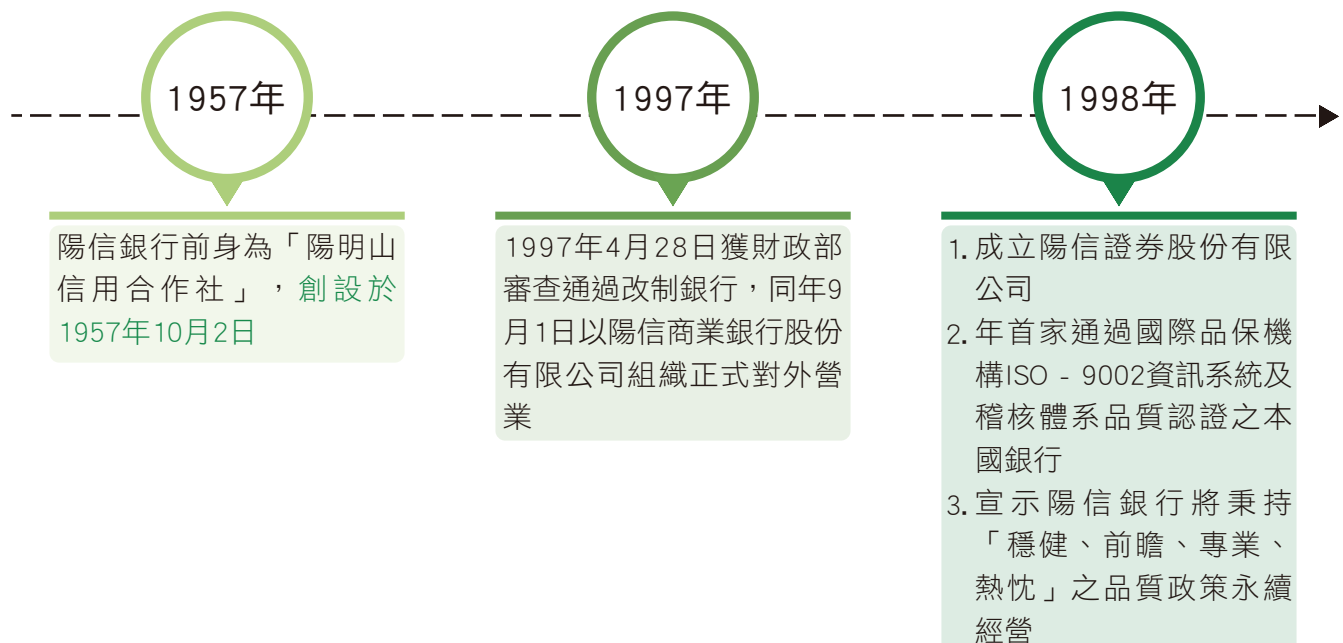 1957年
陽信銀行前身為「陽明山
信用合作社」，創設於
1957年10月2日
1997年
1997年4月28日獲財政部
審查通過改制銀行，同年9
月1日以陽信商業銀行股份
有限公司組織正式對外營
業
1998年
1. 成立陽信證券股份有限
公司
2. 年首家通過國際品保機
構ISO - 9002資訊系統及
稽核體系品質認證之本
國銀行
3. 宣示陽信銀行將秉持
「穩健、前瞻、專業、
熱忱」之品質政策永續
經營